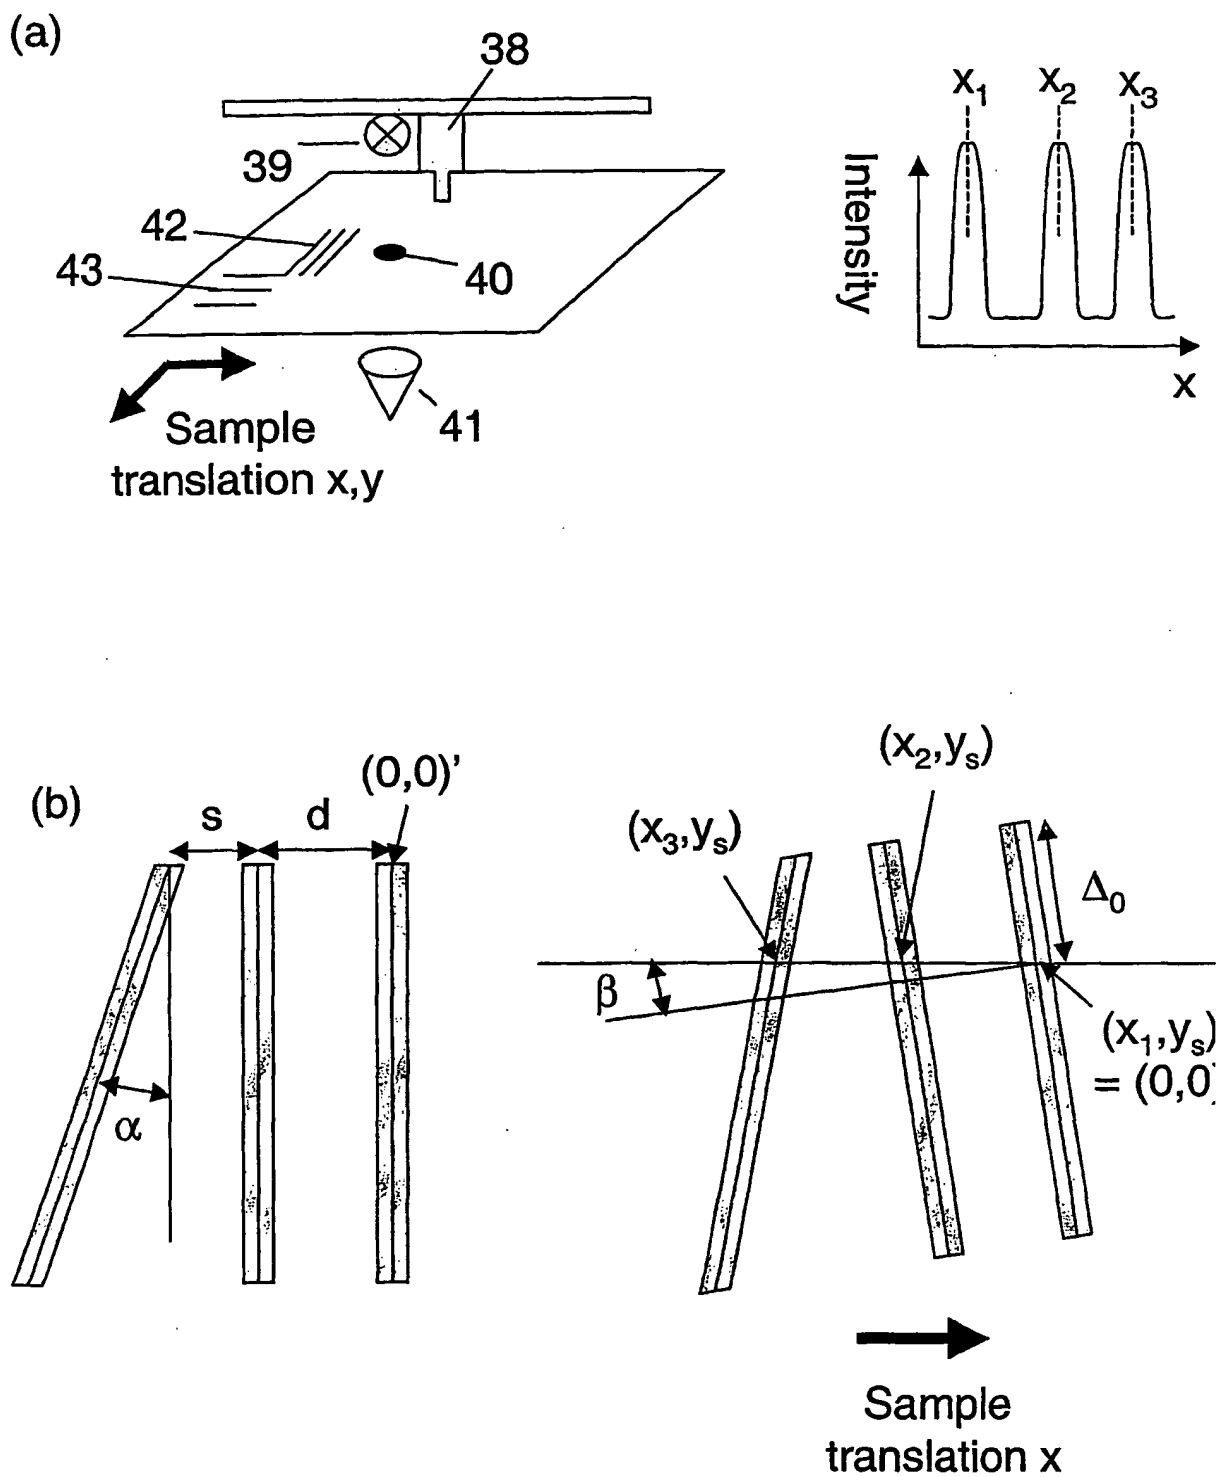 (a)
38
39
42
43
40
41
Sample
translation x,y
x₁ x₂ x₃
Intensity
x
(b)
s
d
(0,0)'
α
(x₃,yₛ)
(x₂,yₛ)
Δ₀
β
(x₁,yₛ)
= (0,0
Sample
translation x